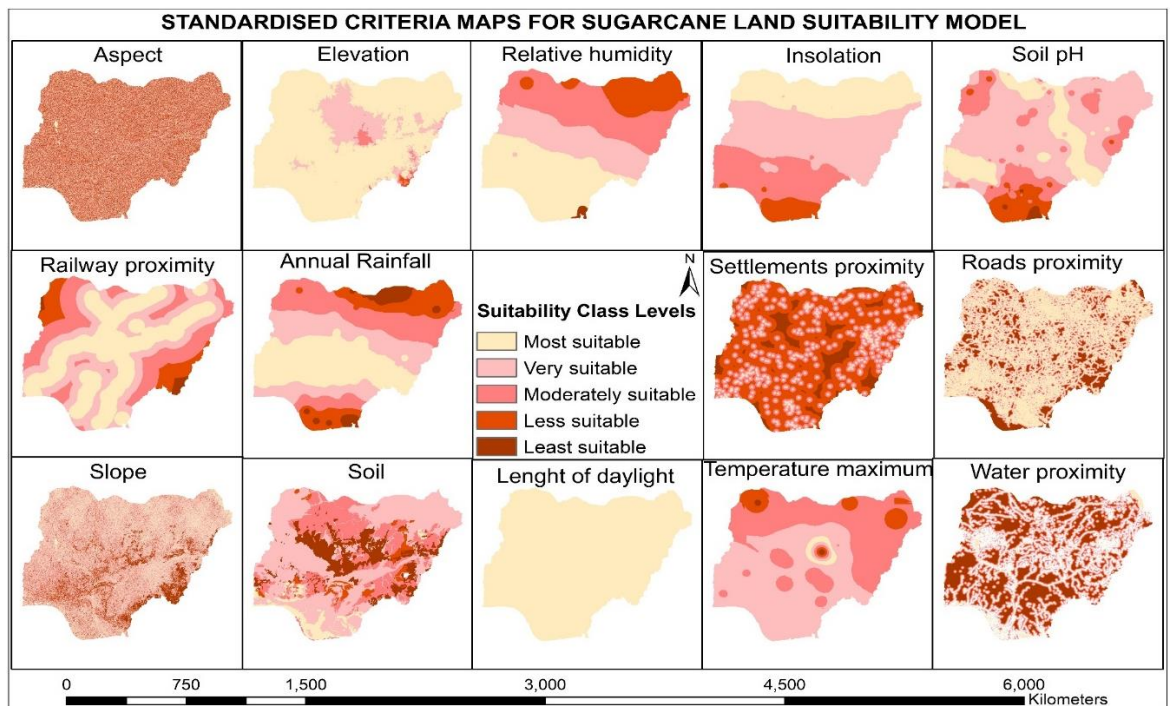 STANDARDISED CRITERIA MAPS FOR SUGARCANE LAND SUITABILITY MODEL
Aspect
Elevation
Relative humidity
Insolation
Soil pH
Railway proximity
Annual Rainfall
N
Suitability Class Levels
Most suitable
Very suitable
Moderately suitable
Less suitable
Least suitable
Settlements proximity
Roads proximity
Slope
Soil
Lenght of daylight
Temperature maximum
Water proximity
0 750 1,500 3,000 4,500 6,000
Kilometers